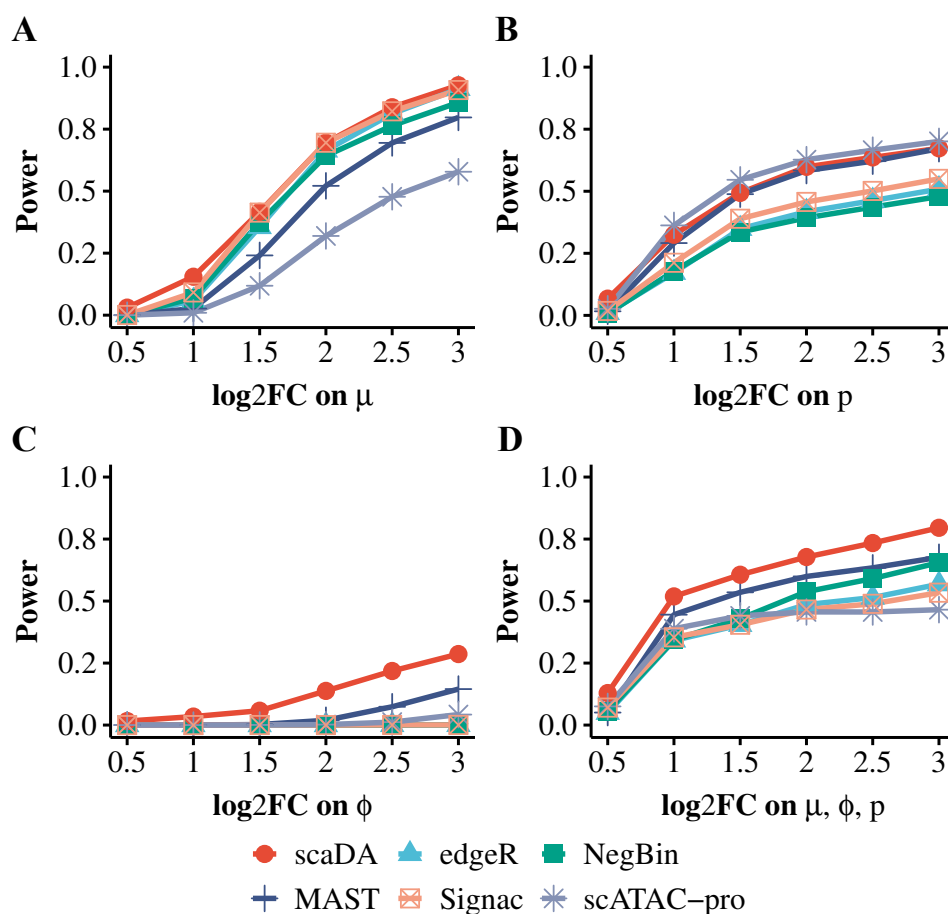 A
B
1.0
0.8
0.5
0.2
0.0
Power
0.5 1 1.5 2 2.5 3
log2FC on μ
1.0
0.8
0.5
0.2
0.0
Power
0.5 1 1.5 2 2.5 3
log2FC on p
C
D
1.0
0.8
0.5
0.2
0.0
Power
0.5 1 1.5 2 2.5 3
log2FC on ϕ
1.0
0.8
0.5
0.2
0.0
Power
0.5 1 1.5 2 2.5 3
log2FC on μ, ϕ, p
scaDA edgeR NegBin
MAST Signac scATAC−pro